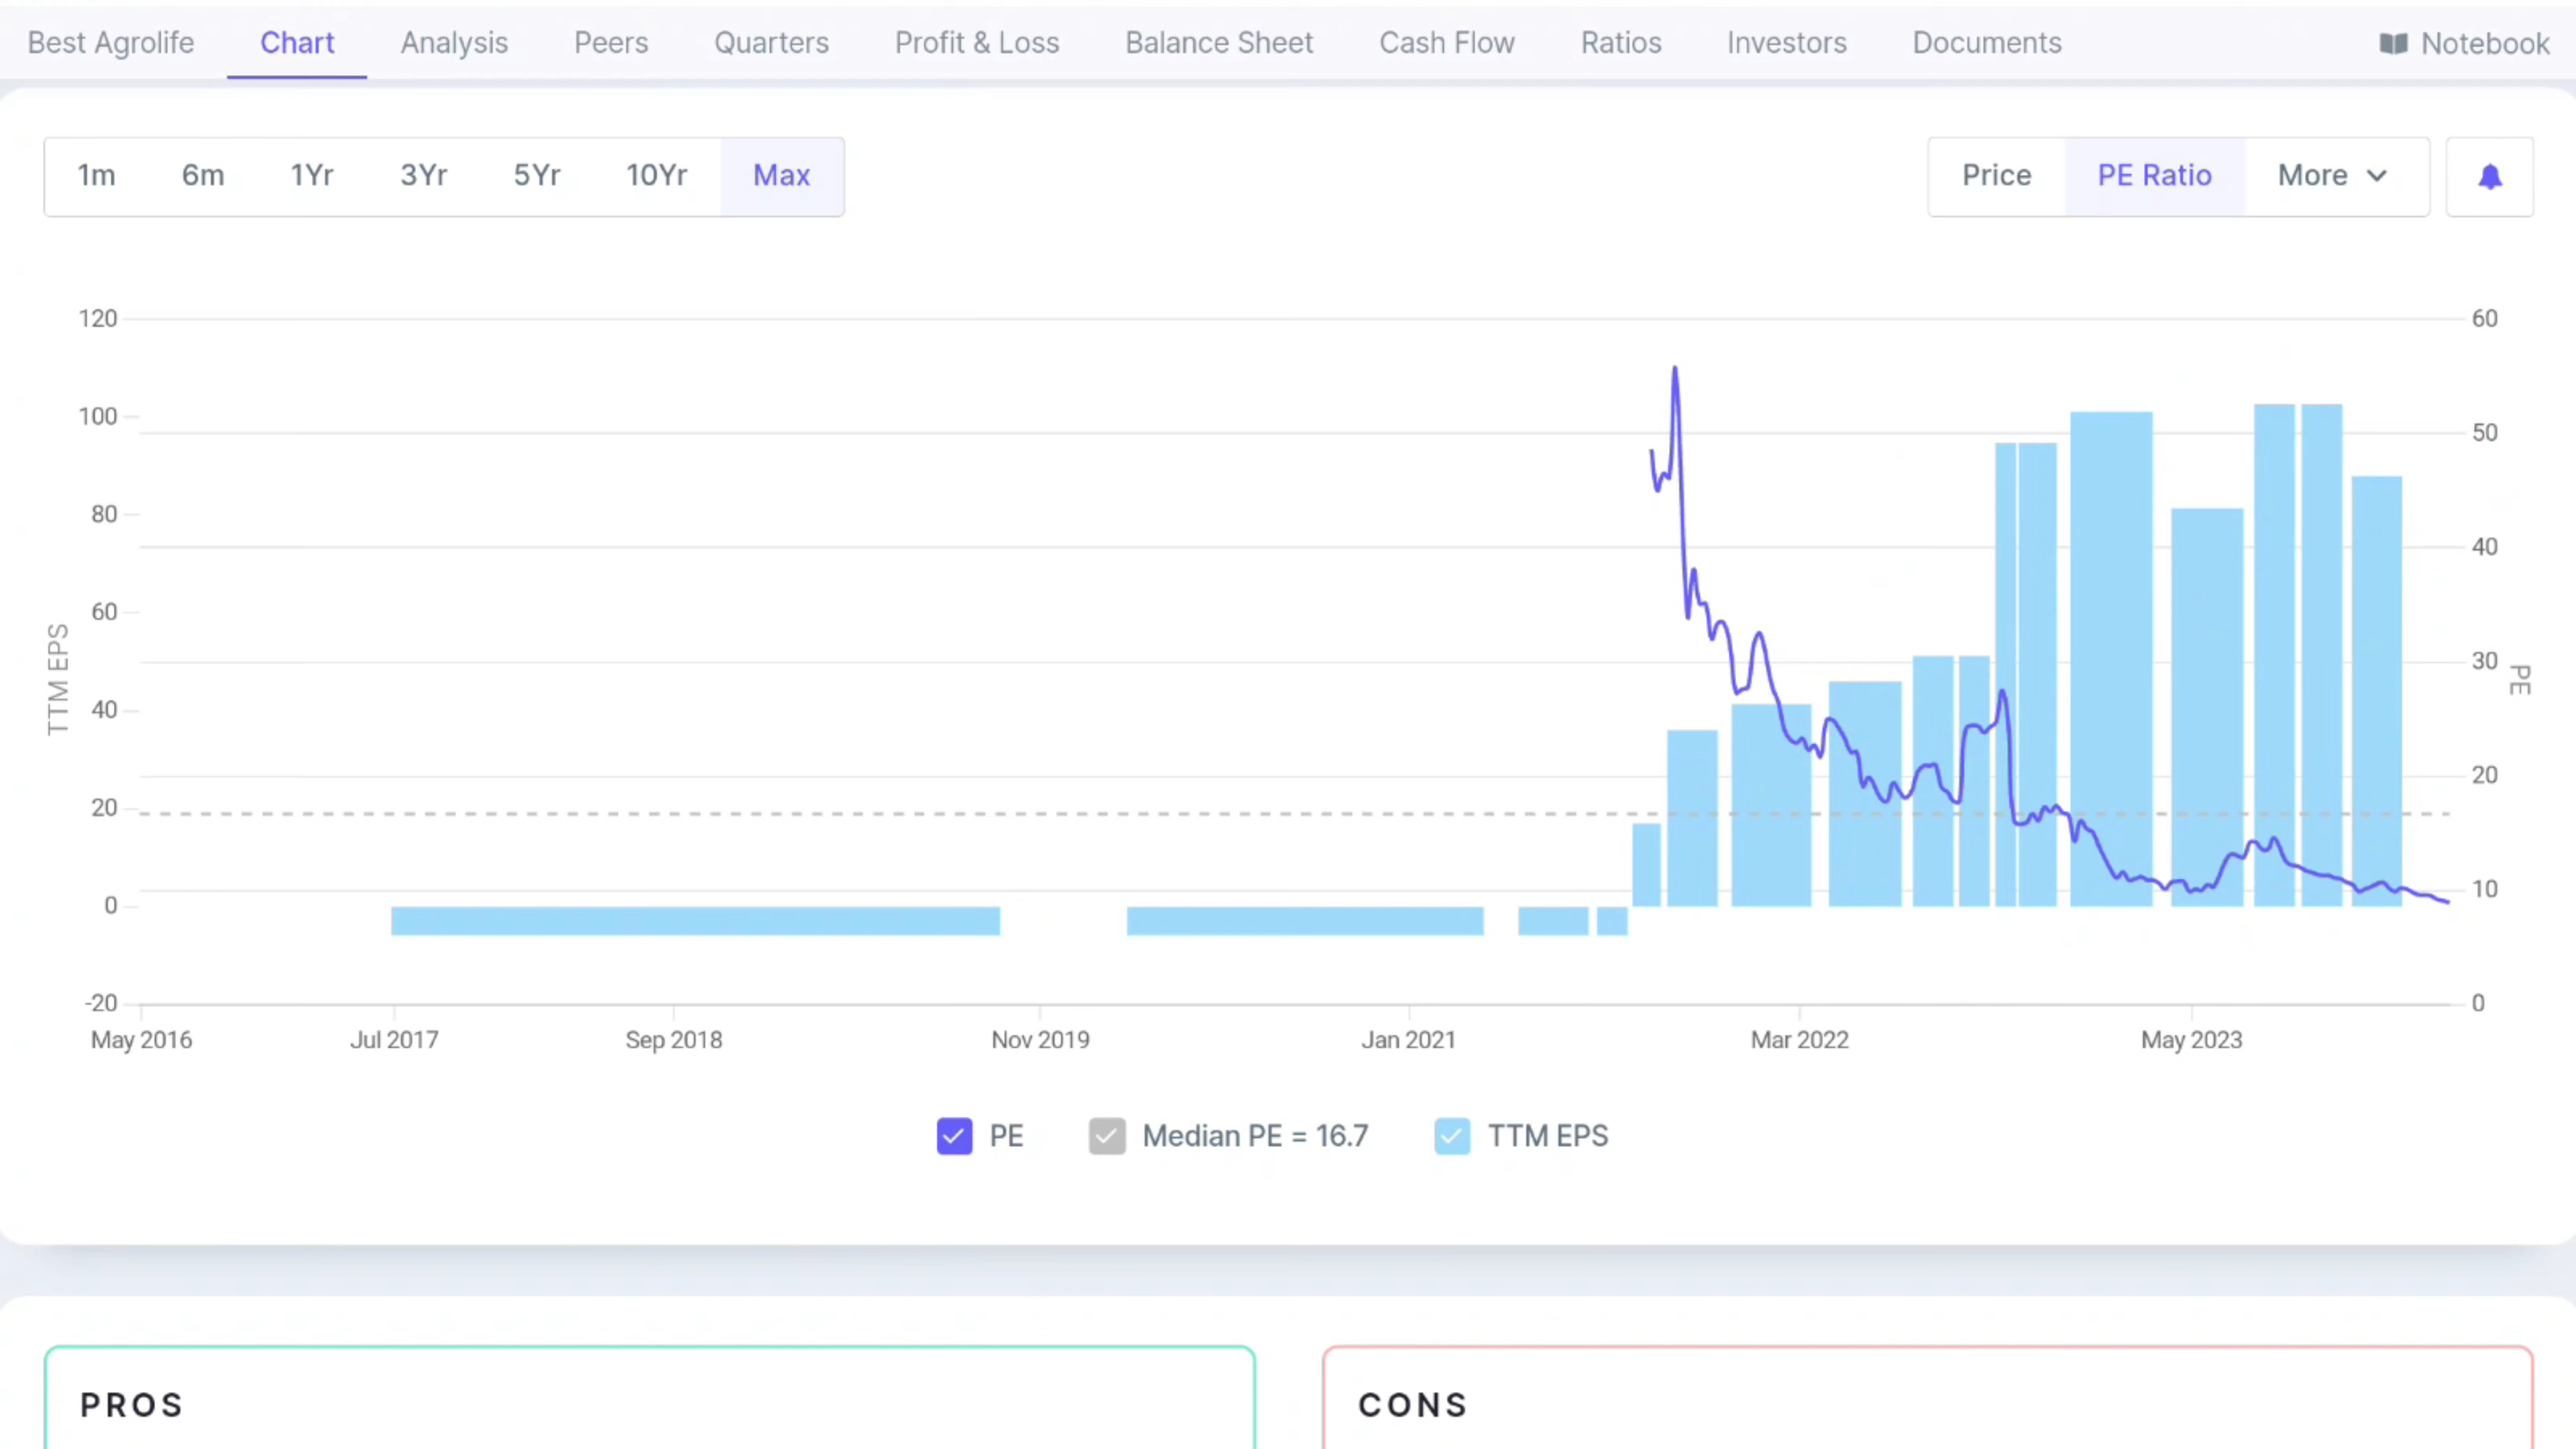 Best Agrolife Chart Analysis Peers Quarters Profit & Loss Balance Sheet Cash Flow Ratios Investors Documents Notebook
1m 6m 1Yr 3Yr 5Yr 10Yr Max Price PE Ratio More
120 60
100 50
80 40
60 30
40 20
20 10
0 0
-20
TTM EPS
PE
May 2016 Jul 2017 Sep 2018 Nov 2019 Jan 2021 Mar 2022 May 2023
PE Median PE = 16.7 TTM EPS
PROS CONS